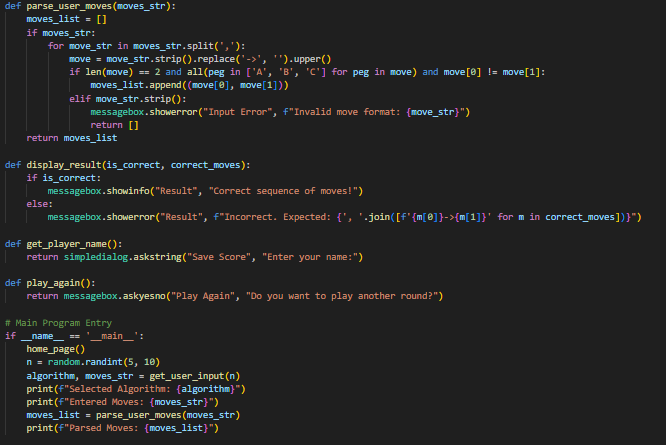 def parse_user_moves(moves_str):
    moves_list = []
    if moves_str:
        for move_str in moves_str.split(','):
            move = move_str.strip().replace('->', '').upper()
            if len(move) == 2 and all(peg in ['A', 'B', 'C'] for peg in move) and move[0] != move[1]:
                moves_list.append((move[0], move[1]))
            elif move_str.strip():
                messagebox.showerror("Input Error", f"Invalid move format: {move_str}")
                return []
    return moves_list

def display_result(is_correct, correct_moves):
    if is_correct:
        messagebox.showinfo("Result", "Correct sequence of moves!")
    else:
        messagebox.showerror("Result", f"Incorrect. Expected: {', '.join([f'{m[0]}->{m[1]}' for m in correct_moves])}")

def get_player_name():
    return simpledialog.askstring("Save Score", "Enter your name:")

def play_again():
    return messagebox.askyesno("Play Again", "Do you want to play another round?")

# Main Program Entry
if __name__ == '__main__':
    home_page()
    n = random.randint(5, 10)
    algorithm, moves_str = get_user_input(n)
    print(f"Selected Algorithm: {algorithm}")
    print(f"Entered Moves: {moves_str}")
    moves_list = parse_user_moves(moves_str)
    print(f"Parsed Moves: {moves_list}")